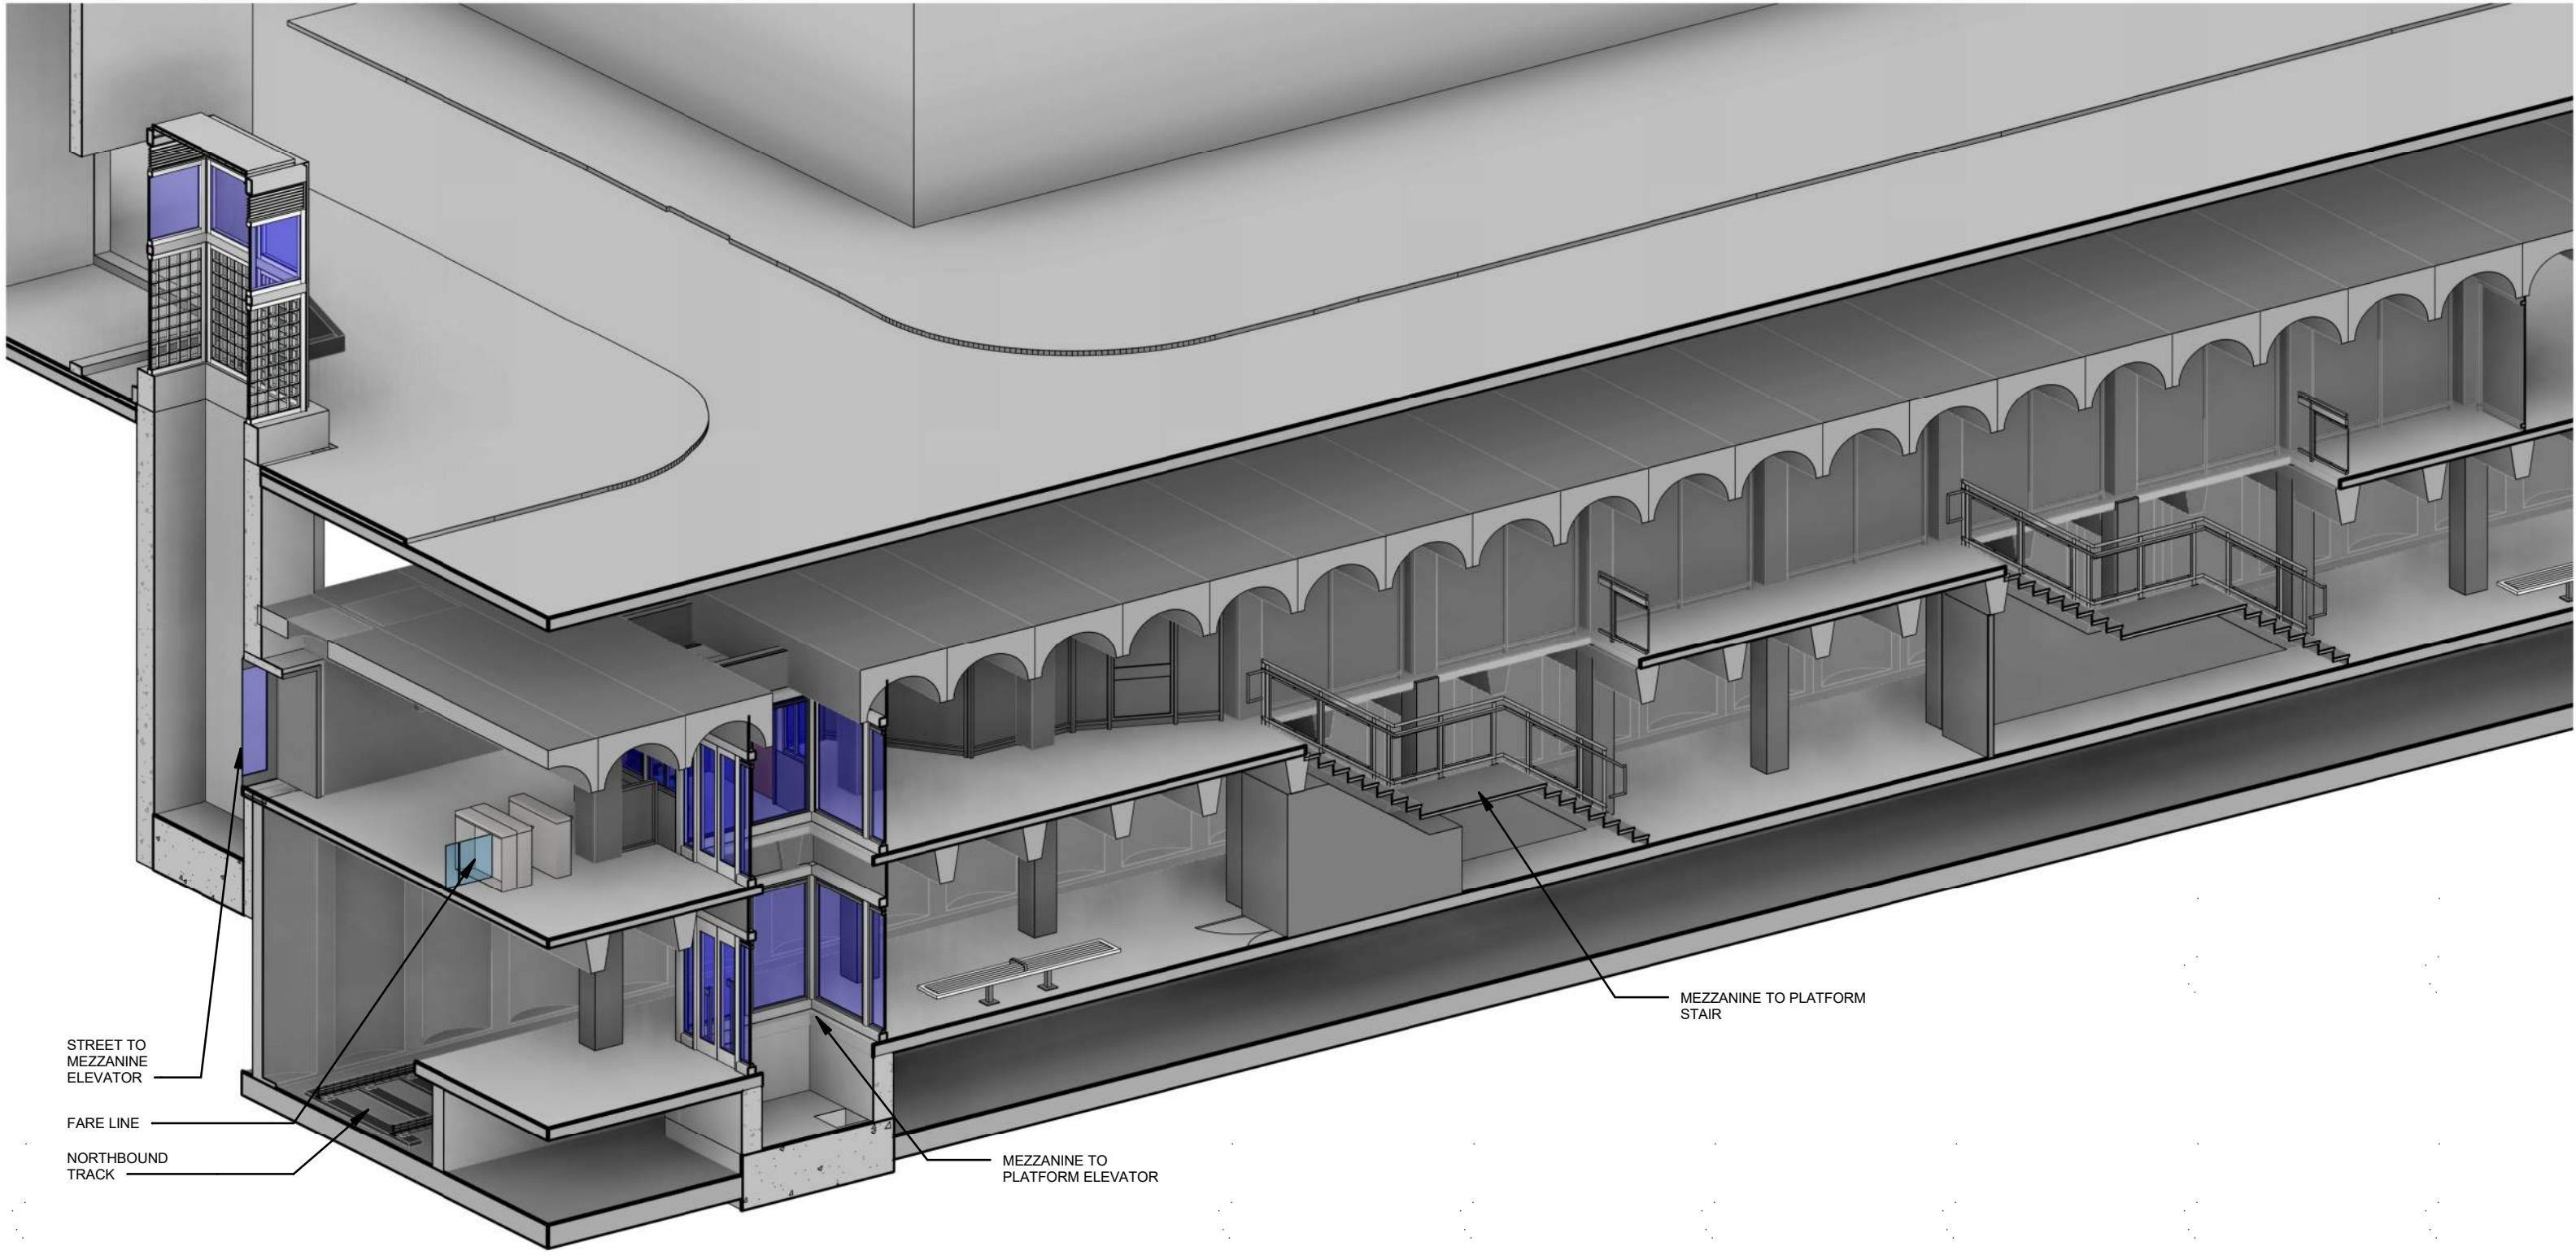 STREET TO
MEZZANINE
ELEVATOR
FARE LINE
NORTHBOUND
TRACK
MEZZANINE TO
PLATFORM ELEVATOR
MEZZANINE TO PLATFORM
STAIR